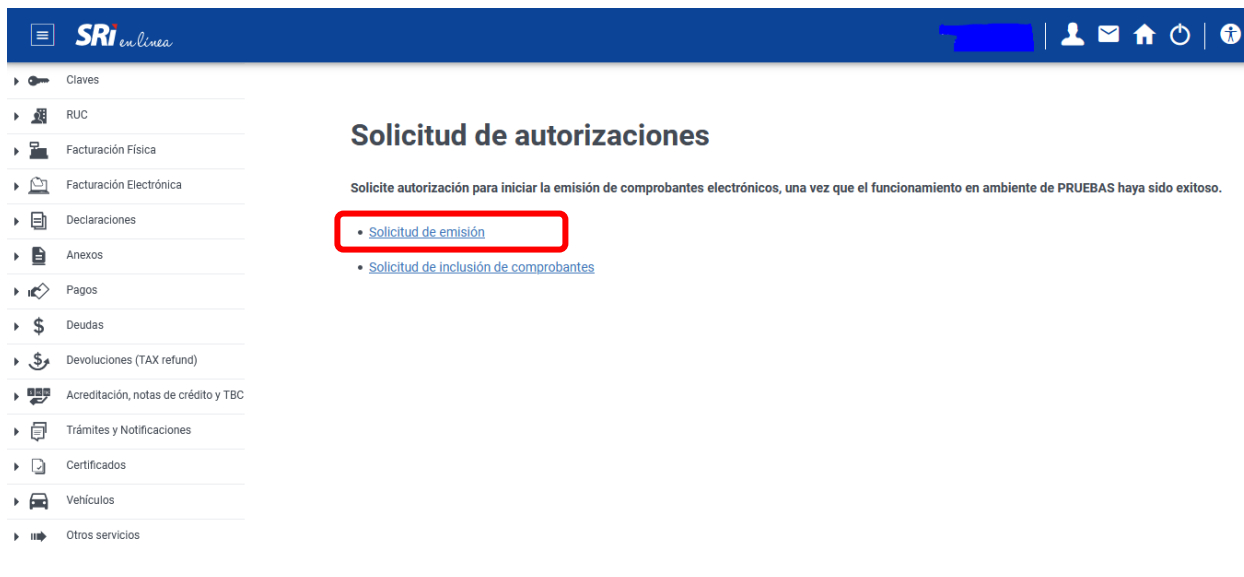 SRi en línea
Claves
RUC
Facturación Física
Facturación Electrónica
Declaraciones
Anexos
Pagos
Deudas
Devoluciones (TAX refund)
Acreditación, notas de crédito y TBC
Trámites y Notificaciones
Certificados
Vehículos
Otros servicios
Solicitud de autorizaciones
Solicite autorización para iniciar la emisión de comprobantes electrónicos, una vez que el funcionamiento en ambiente de PRUEBAS haya sido exitoso.
• Solicitud de emisión
• Solicitud de inclusión de comprobantes